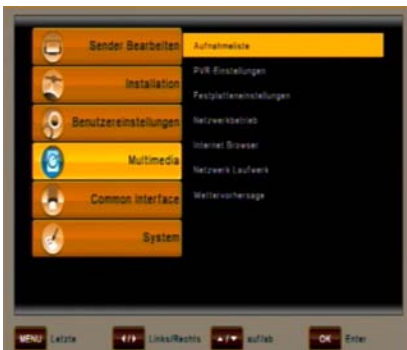 Sender Bearbeiten
Installation
Benutzereinstellungen
Multimedia
Common Interface
System
Aufnahmeliste
PVR Einstellungen
Festplatteneinstellungen
Netzwerkbetrieb
Internet Browser
Netzwerk Laufwerk
Wettervorhersage
MENU Letzte ◄/► Links/Rechts ▲/▼ auf/ab OK Enter